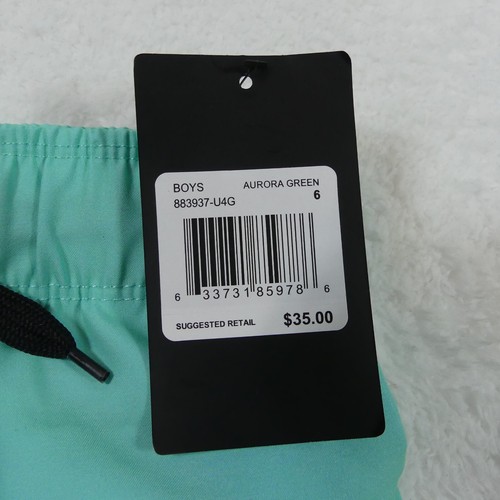 BOYS AURORA GREEN
883937-U4G 6
6 33731 85978 6
SUGGESTED RETAIL $35.00